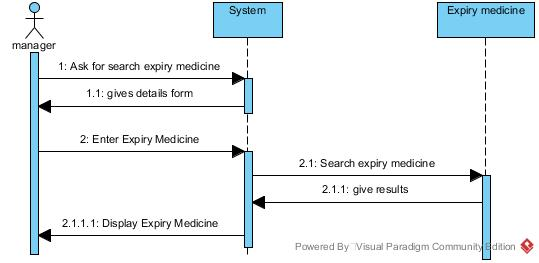 System
Expiry medicine
manager
1: Ask for search expiry medicine
1.1: gives details form
2: Enter Expiry Medicine
2.1: Search expiry medicine
2.1.1: give results
2.1.1.1: Display Expiry Medicine
Powered By Visual Paradigm Community Edition